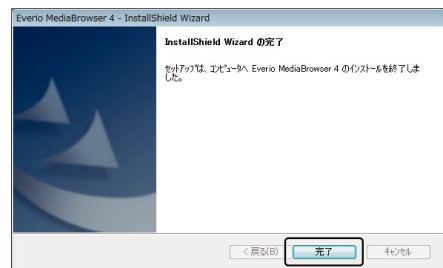 Everio MediaBrowser 4 - InstallShield Wizard
InstallShield Wizard の完了
セットアップは、コンピュータへ Everio MediaBrowser 4 のインストールを終了しま
した。
< 戻る(B)
完了
キャンセル